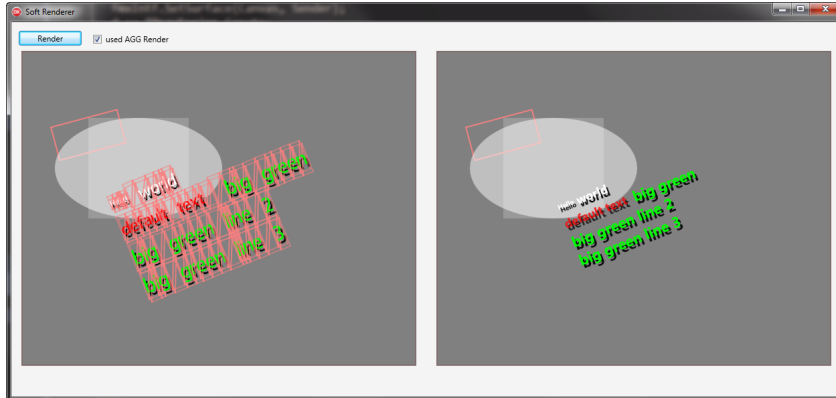 Soft Renderer
Render
used AGG Render
Hello world
default text big green
big green line 2
big green line 3
Hello
Hello world
default text big green
big green line 2
big green line 3